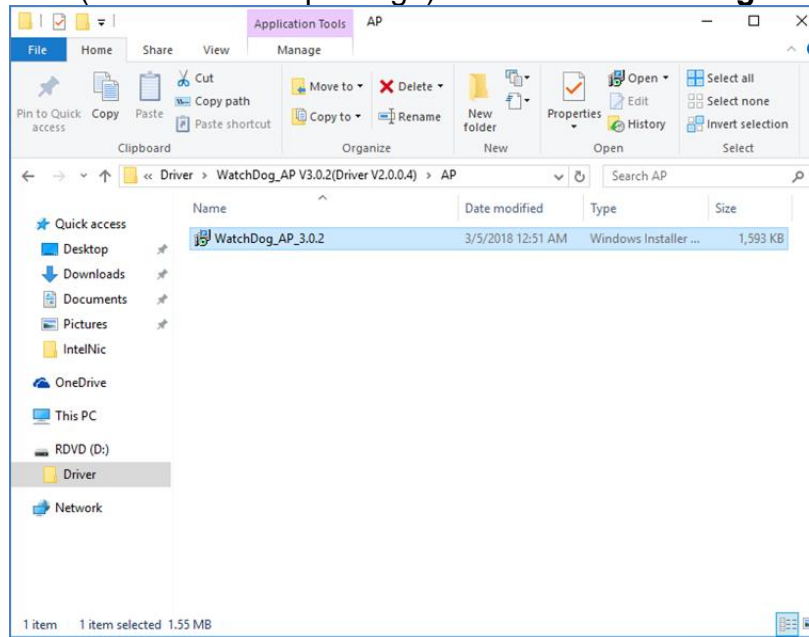 Application Tools AP
File Home Share View Manage
Pin to Quick access
Copy
Paste
Cut
Copy path
Paste shortcut
Move to
Copy to
Delete
Rename
New folder
Properties
Open
Edit
History
Select all
Select none
Invert selection
Clipboard Organize New Open Select
« Driver > WatchDog_AP V3.0.2(Driver V2.0.0.4) > AP
Search AP
Name Date modified Type Size
WatchDog_AP_3.0.2 3/5/2018 12:51 AM Windows Installer ... 1,593 KB
Quick access
Desktop
Downloads
Documents
Pictures
IntelNic
OneDrive
This PC
RDVD (D:)
Driver
Network
1 item 1 item selected 1.55 MB